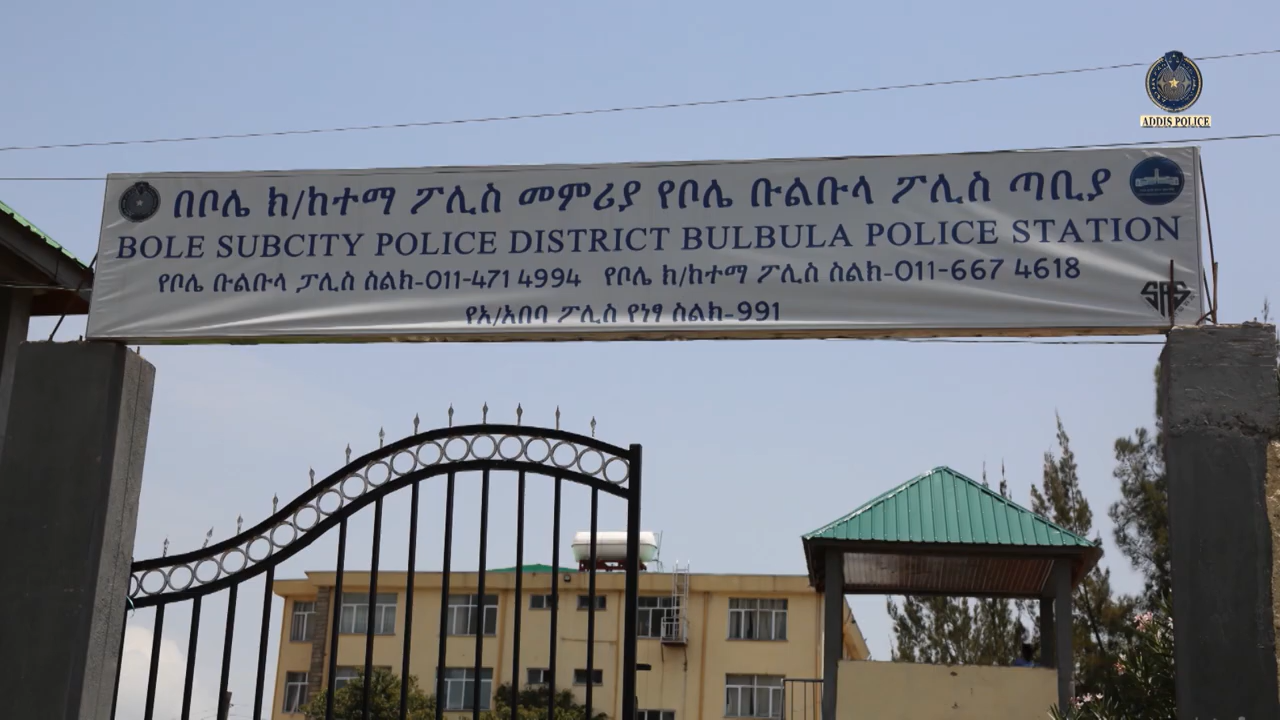 ADDIS POLICE
በቦሌ ክ/ከተማ ፖሊስ መምሪያ የቦሌ ቡልቡላ ፖሊስ ጣቢያ
BOLE SUBCITY POLICE DISTRICT BULBULA POLICE STATION
የቦሌ ቡልቡላ ፓሊስ ስልክ-011-471 4994 የቦሌ ክ/ከተማ ፖሊስ ስልክ-011-667 4618
የአ/አበባ ፖሊስ የነፃ ስልክ-991